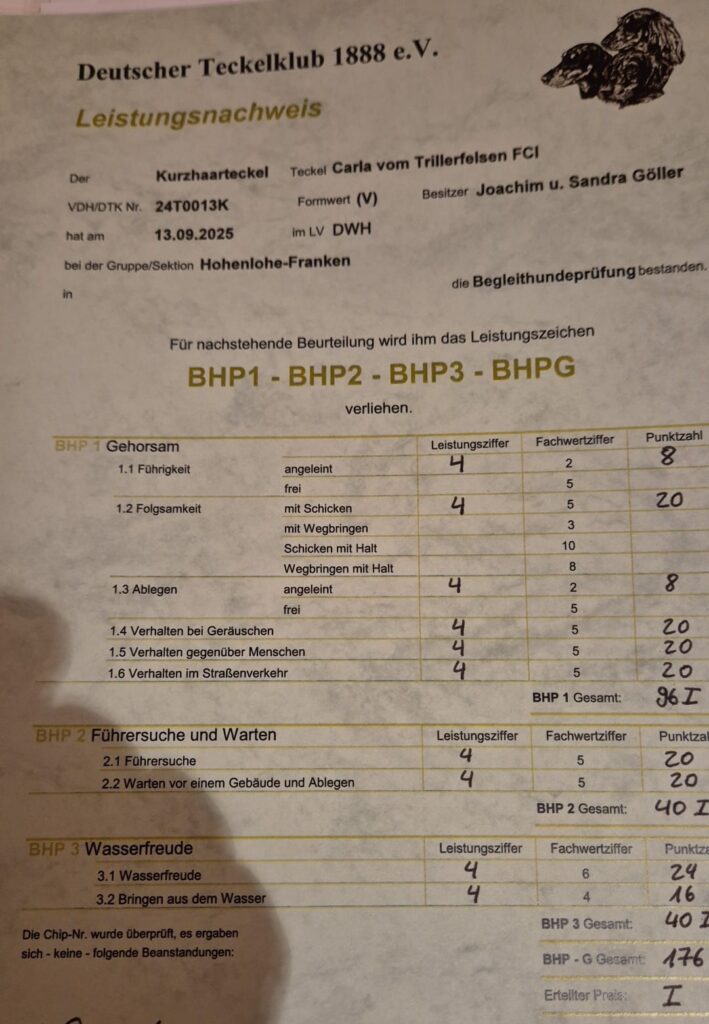 Deutscher Teckelklub 1888 e.V.
Leistungsnachweis
Der Kurzhaarteckel Teckel Carla vom Trillerfelsen FCI
VDH/DTK Nr. 24T0013K Formwert (V) Besitzer Joachim u. Sandra Göller
hat am 13.09.2025 im LV DWH
bei der Gruppe/Sektion Hohenlohe-Franken
in die Begleithundeprüfung bestanden.
Für nachstehende Beurteilung wird ihm das Leistungszeichen
BHP1 - BHP2 - BHP3 - BHPG
verliehen.
BHP 1 Gehorsam Leistungsziffer Fachwertziffer Punktzahl
1.1 Führigkeit angeleint 4 2 8
frei 5
1.2 Folgsamkeit mit Schicken 4 5 20
mit Wegbringen 3
Schicken mit Halt 10
Wegbringen mit Halt 8
1.3 Ablegen angeleint 4 2 8
frei 5
1.4 Verhalten bei Geräuschen 4 5 20
1.5 Verhalten gegenüber Menschen 4 5 20
1.6 Verhalten im Straßenverkehr 4 5 20
BHP 1 Gesamt: 96 I
BHP 2 Führersuche und Warten Leistungsziffer Fachwertziffer Punktzal
2.1 Führersuche 4 5 20
2.2 Warten vor einem Gebäude und Ablegen 4 5 20
BHP 2 Gesamt: 40 I
BHP 3 Wasserfreude Leistungsziffer Fachwertziffer Punktza
3.1 Wasserfreude 4 6 24
3.2 Bringen aus dem Wasser 4 4 16
BHP 3 Gesamt: 40 I
Die Chip-Nr. wurde überprüft, es ergaben
sich - keine - folgende Beanstandungen:
BHP - G Gesamt: 176
Erteilter Preis: I